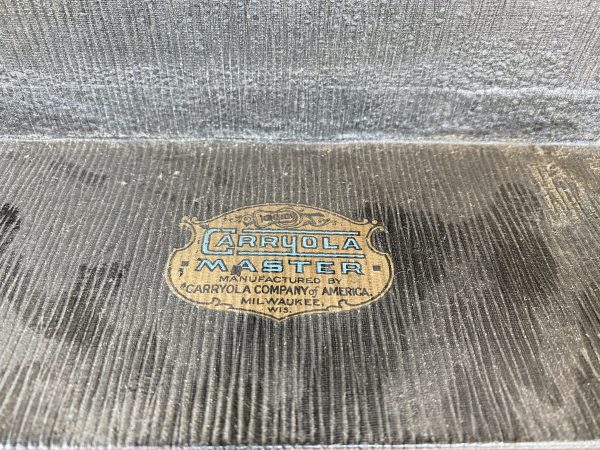 CARRYOLA
MASTER
MANUFACTURED BY
CARRYOLA COMPANY of AMERICA.
MILWAUKEE,
WIS.